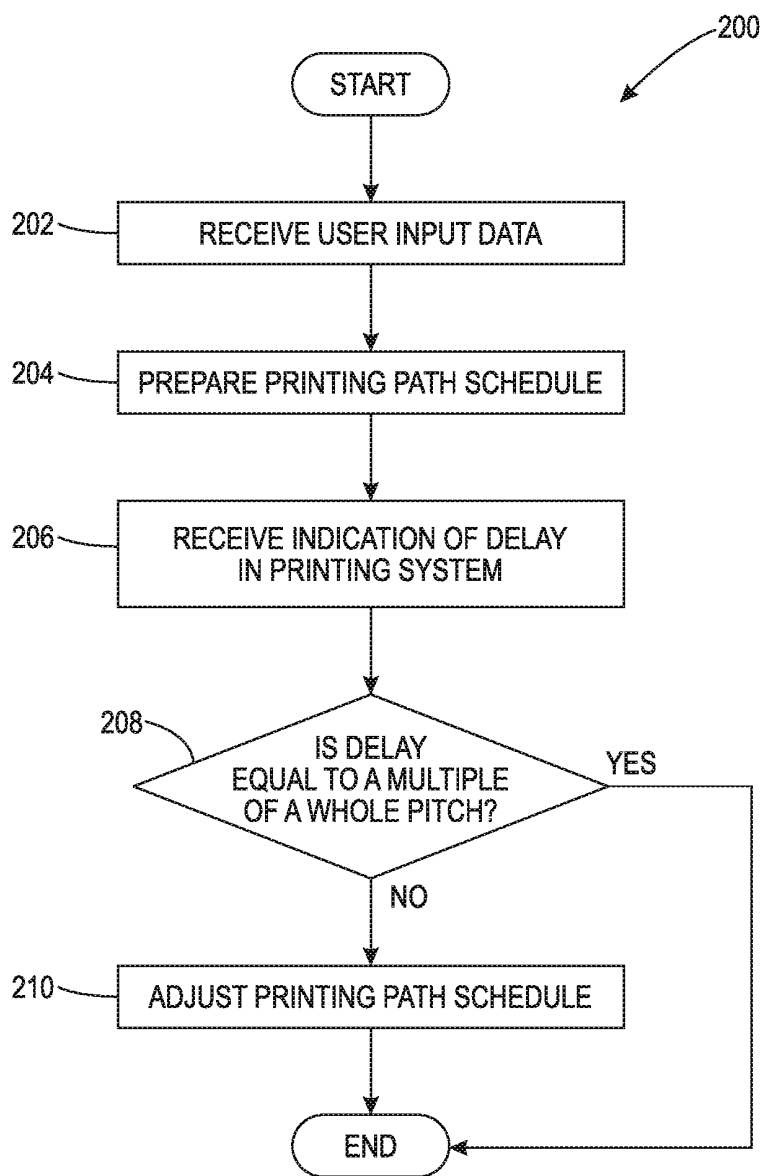 200
START
202
RECEIVE USER INPUT DATA
204
PREPARE PRINTING PATH SCHEDULE
206
RECEIVE INDICATION OF DELAY
IN PRINTING SYSTEM
208
IS DELAY
EQUAL TO A MULTIPLE
OF A WHOLE PITCH?
YES
NO
210
ADJUST PRINTING PATH SCHEDULE
END